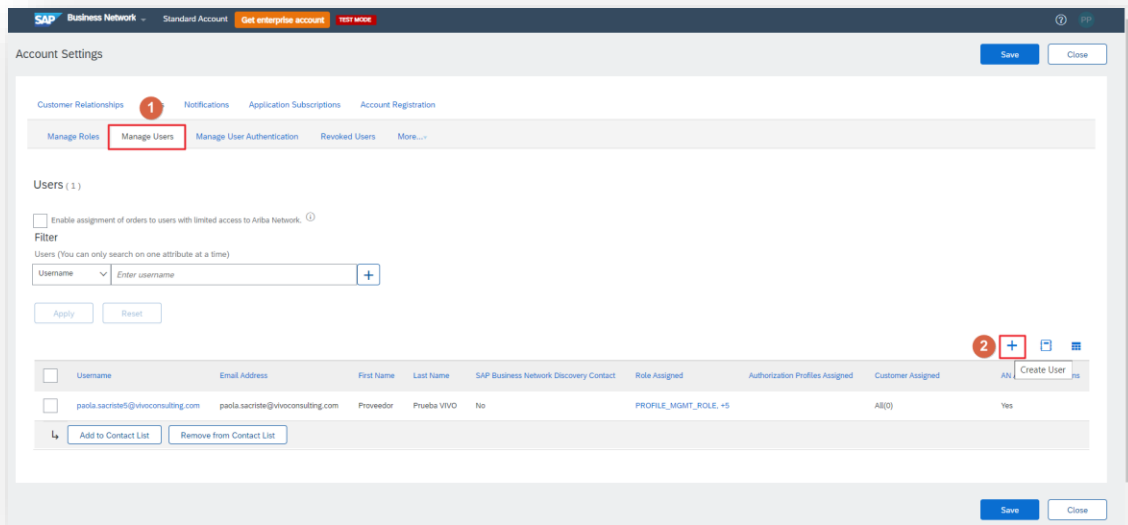 SAP Business Network Standard Account Get enterprise account TEST MODE ? PP
Account Settings Save Close
Customer Relationships Notifications Application Subscriptions Account Registration
1
Manage Roles Manage Users Manage User Authentication Revoked Users More...
Users (1)
Enable assignment of orders to users with limited access to Ariba Network.
Filter
Users (You can only search on one attribute at a time)
Username Enter username +
Apply Reset
2 +
Create User
Username Email Address First Name Last Name SAP Business Network Discovery Contact Role Assigned Authorization Profiles Assigned Customer Assigned
paola.sacriste5@vivoconsulting.com paola.sacriste@vivoconsulting.com Proveedor Prueba VIVO No PROFILE_MGMT_ROLE, +5 All(0) Yes
Add to Contact List Remove from Contact List
Save Close